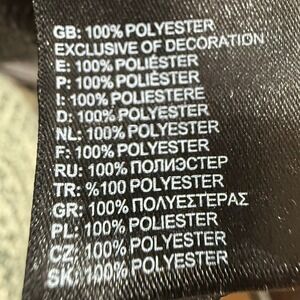 GB: 100% POLYESTER
EXCLUSIVE OF DECORATION
E: 100% POLIÉSTER
P: 100% POLIÉSTER
I: 100% POLIESTERE
D: 100% POLYESTER
NL: 100% POLYESTER
F: 100% POLYESTER
RU: 100% ПОЛИЭСТЕР
TR: %100 POLYESTER
GR: 100% ΠΟΛΥΕΣΤΕΡΑΣ
PL: 100% POLIESTER
CZ: 100% POLYESTER
SK: 100% POLYESTER